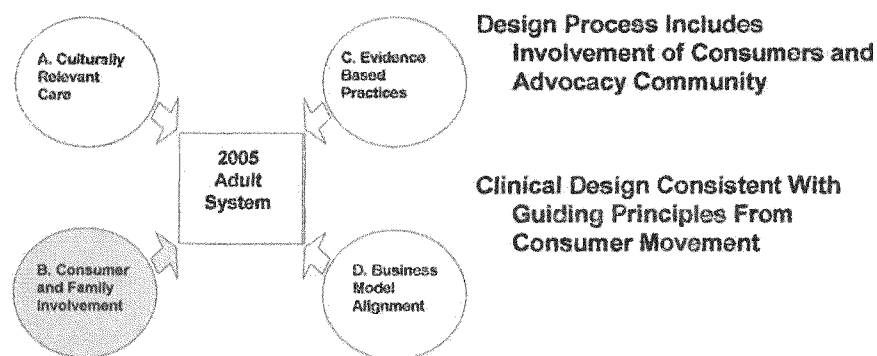 A. Culturally
Relevant
Care
C. Evidence
Based
Practices
2005
Adult
System
B. Consumer
and Family
Involvement
D. Business
Model
Alignment
Design Process Includes
Involvement of Consumers and
Advocacy Community
Clinical Design Consistent With
Guiding Principles From
Consumer Movement